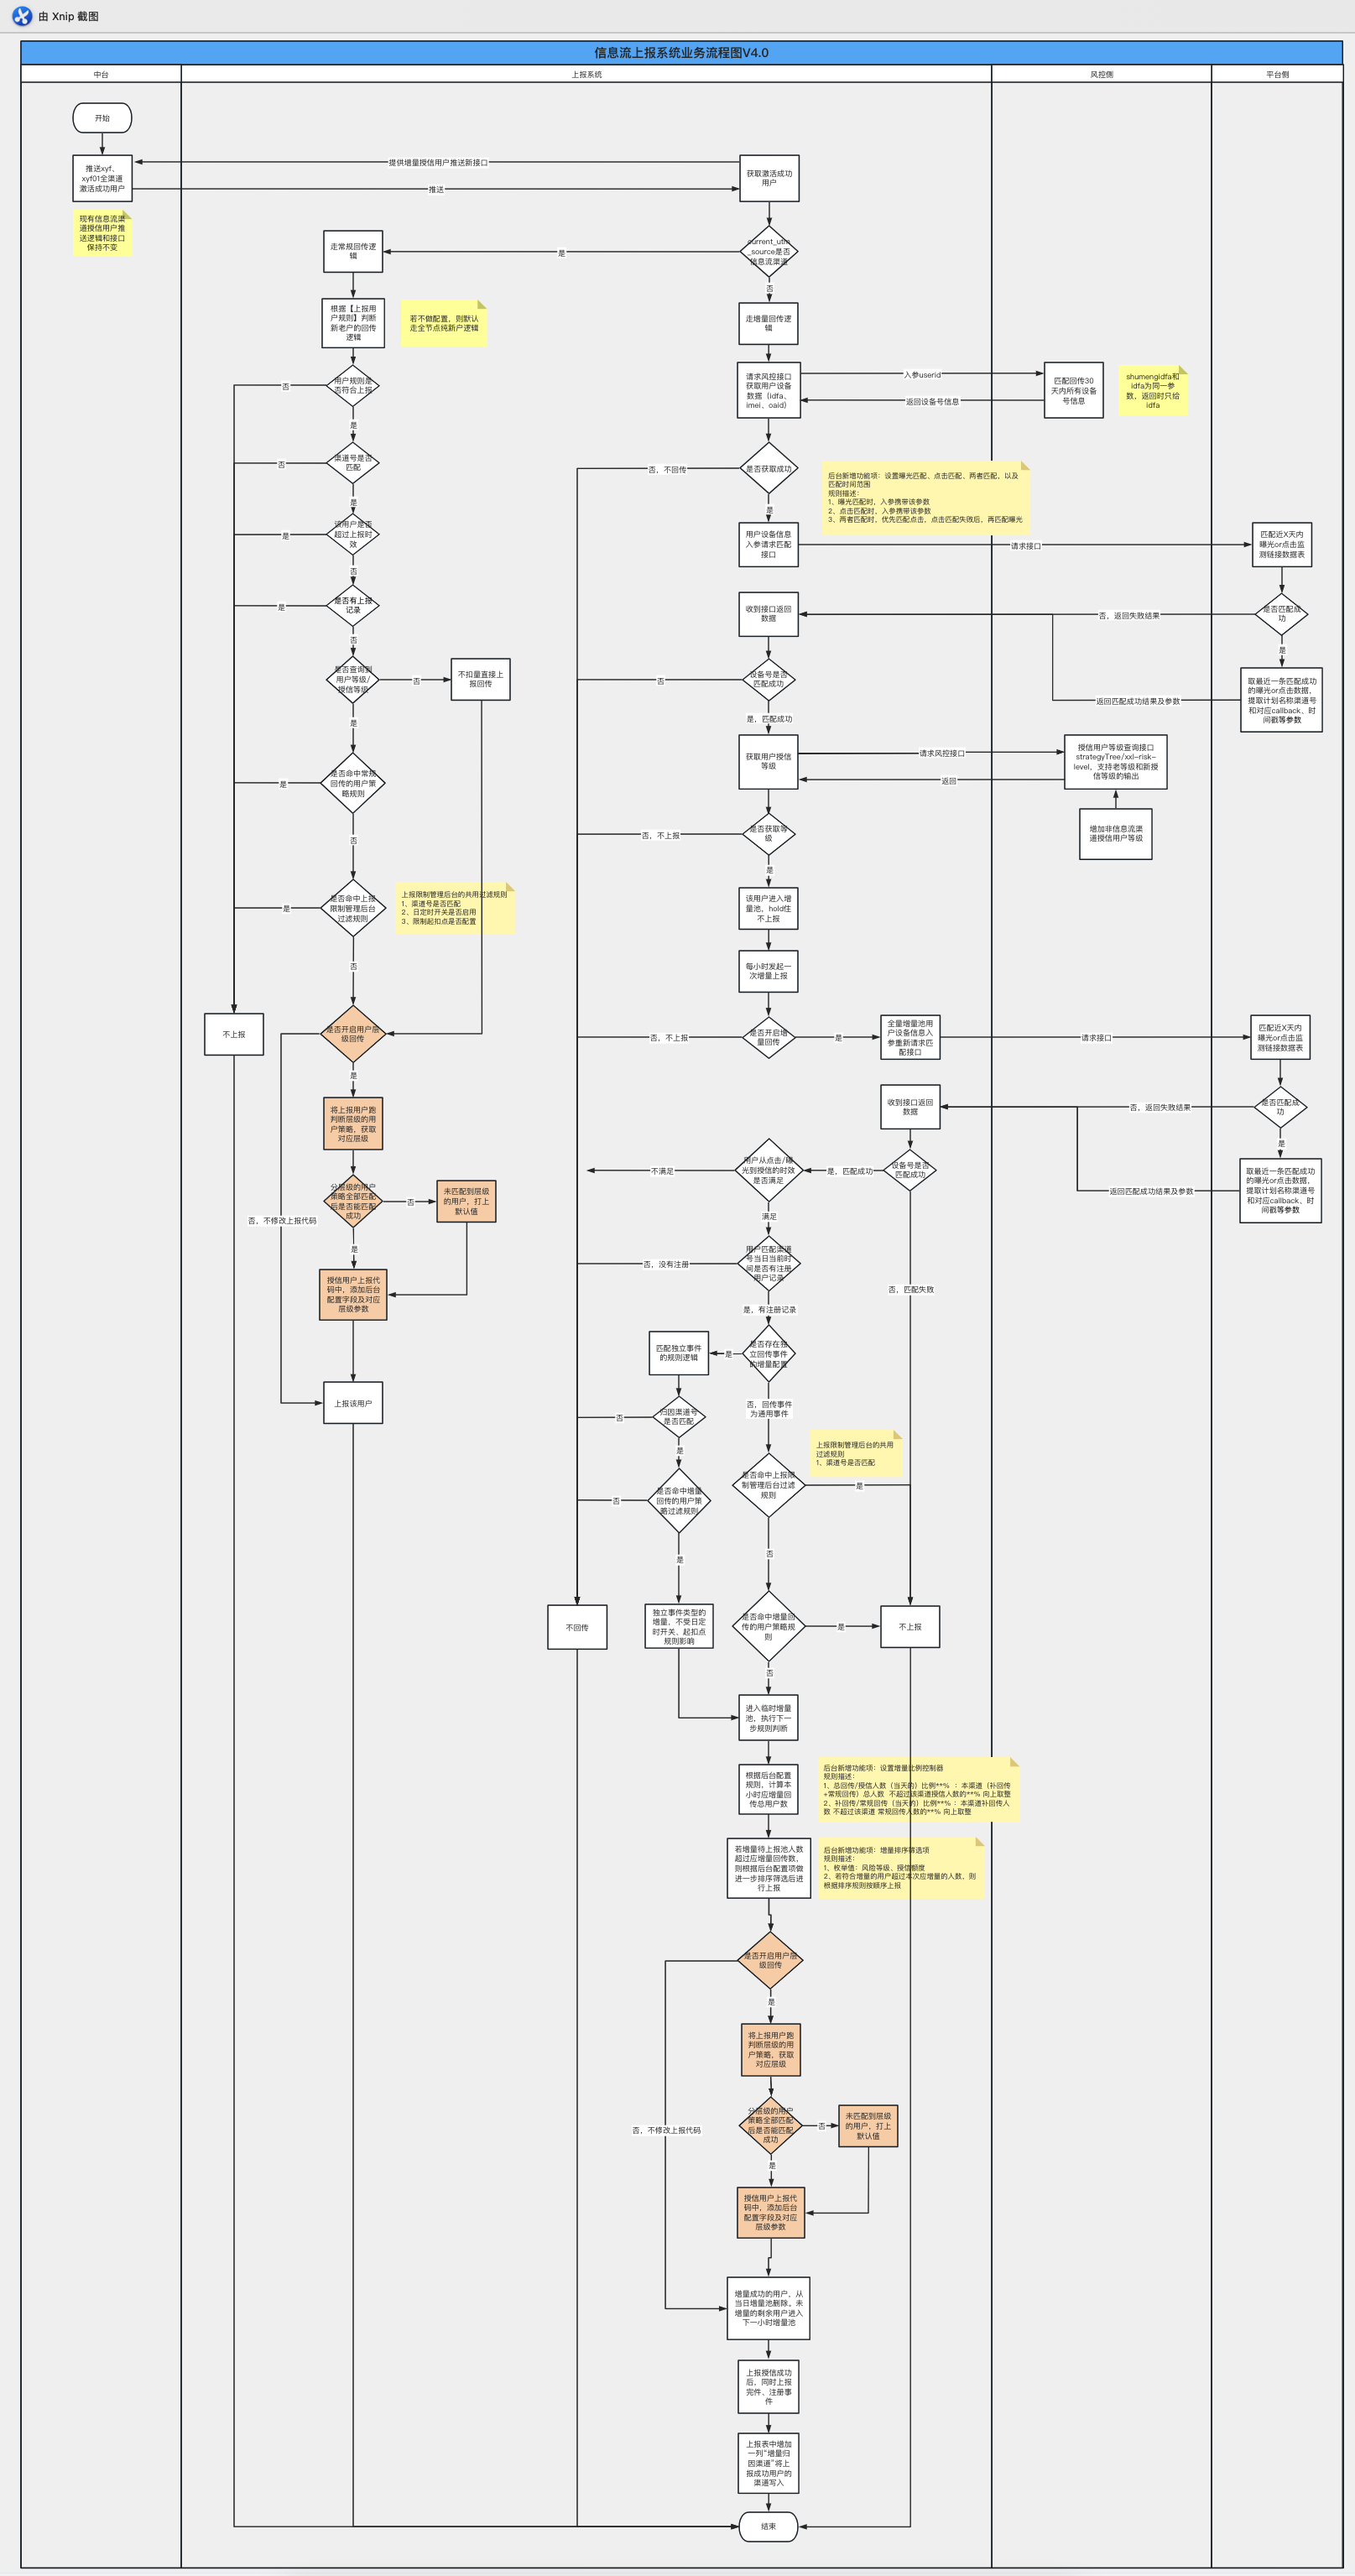 由 Xnip 截图
信息流上报系统业务流程图V4.0
中台
上报系统
风控侧
平台侧
开始
推送xyf、
xyf01全渠道
激活成功用户
提供增量授信用户推送新接口
推送
获取激活成功
用户
现有信息流渠
道授信用户推
送逻辑和接口
保持不变
走常规回传逻
辑
是
current_utm
_source是否
信息流渠道
否
根据【上报用
户规则】判断
新老户的回传
逻辑
若不做配置，则默认
走全节点纯新户逻辑
走增量回传逻
辑
请求风控接口
获取用户设备
数据（idfa、
imei、oaid）
入参userid
返回设备号信息
匹配回传30
天内所有设备
号信息
shumengidfa和
idfa为同一参
数，返回时只给
idfa
用户规则是
否符合上报
否
是
渠道号是否
匹配
否
是
是否获取成功
否，不回传
是
后台新增功能项：设置曝光匹配、点击匹配、两者匹配，以及
匹配时间范围
规则描述：
1、曝光匹配时，入参携带该参数
2、点击匹配时，入参携带该参数
3、两者匹配时，优先匹配点击，点击匹配失败后，再匹配曝光
该用户是否
超过上报时
效
是
否
用户设备信息
入参请求匹配
接口
请求接口
匹配近X天内
曝光or点击监
测链接数据表
是否有上报
记录
是
否
收到接口返回
数据
否，返回失败结果
是否匹配成
功
是
是否查询到
用户等级/
授信等级
否
是
不扣量直接上
报回传
设备号是否
匹配成功
否
是，匹配成功
返回匹配成功结果及参数
取最近一条匹配成功
的曝光or点击数据，
提取计划名称渠道号
和对应callback、时
间戳等参数
是否命中常规
回传的用户策
略规则
是
否
获取用户授信
等级
请求风控接口
返回
授信用户等级查询接口
strategyTree/xxl-risk-
level，支持老等级和新授
信等级的输出
增加非信息流渠
道授信用户等级
是否获取等
级
否，不上报
是
是否命中上报
限制管理后台
过滤规则
是
否
上报限制管理后台的共用过滤规则
1、渠道号是否匹配
2、日定时开关是否启用
3、限制起扣点是否配置
该用户进入增
量池，hold住
不上报
每小时发起一
次增量上报
不上报
是否开启用户层
级回传
是
否，不修改上报代码
是否开启增
量回传
否，不上报
是
全量增量池用
户设备信息入
参重新请求匹
配接口
请求接口
匹配近X天内
曝光or点击监
测链接数据表
将上报用户跑
判断层级的用
户策略，获取
对应层级
收到接口返回
数据
否，返回失败结果
是否匹配成
功
是
分层级的用户
策略全部匹配
后是否能匹配
成功
否
是
未匹配到层级
的用户，打上
默认值
不满足
用户从点击/曝
光到授信的时效
是否满足
满足
是，匹配成功
设备号是否
匹配成功
返回匹配成功结果及参数
取最近一条匹配成功
的曝光or点击数据，
提取计划名称渠道号
和对应callback、时
间戳等参数
授信用户上报代
码中，添加后台
配置字段及对应
层级参数
否，没有注册
用户匹配渠道
号当日当前时
间是否有注册
用户记录
是，有注册记录
否，匹配失败
上报该用户
匹配独立事件
的规则逻辑
是
是否存在独
立回传事件
的增量配置
否，回传事件
为通用事件
归因渠道号
是否匹配
否
是
上报限制管理后台的共用
过滤规则
1、渠道号是否匹配
是否命中增量
回传的用户策
略过滤规则
否
是
是否命中上报限
制管理后台过滤
规则
是
否
不回传
独立事件类型的
增量，不受日定
时开关、起扣点
规则影响
是否命中增量回
传的用户策略规
则
是
否
不上报
进入临时增量
池，执行下一
步规则判断
根据后台配置
规则，计算本
小时应增量回
传总用户数
后台新增功能项：设置增量比例控制器
规则描述：
1、总回传/授信人数（当天的）比例**% ：本渠道（补回传
+常规回传）总人数 不超过该渠道授信人数的**% 向上取整
2、补回传/常规回传（当天的）比例**% ：本渠道补回传人
数 不超过该渠道 常规回传人数的**% 向上取整
若增量待上报池人数
超过应增量回传数，
则根据后台配置项做
进一步排序筛选后进
行上报
后台新增功能项：增量排序筛选项
规则描述：
1、枚举值：风险等级、授信额度
2、若符合增量的用户超过本次应增量的人数，则
根据排序规则按顺序上报
是否开启用户层
级回传
是
否，不修改上报代码
将上报用户跑
判断层级的用
户策略，获取
对应层级
分层级的用户
策略全部匹配
后是否能匹配
成功
否
是
未匹配到层级
的用户，打上
默认值
授信用户上报代
码中，添加后台
配置字段及对应
层级参数
增量成功的用户，从
当日增量池删除。未
增量的剩余用户进入
下一小时增量池
上报授信成功
后，同时上报
完件、注册事
件
上报表中增加
一列“增量归
因渠道”将上
报成功用户的
渠道写入
结束